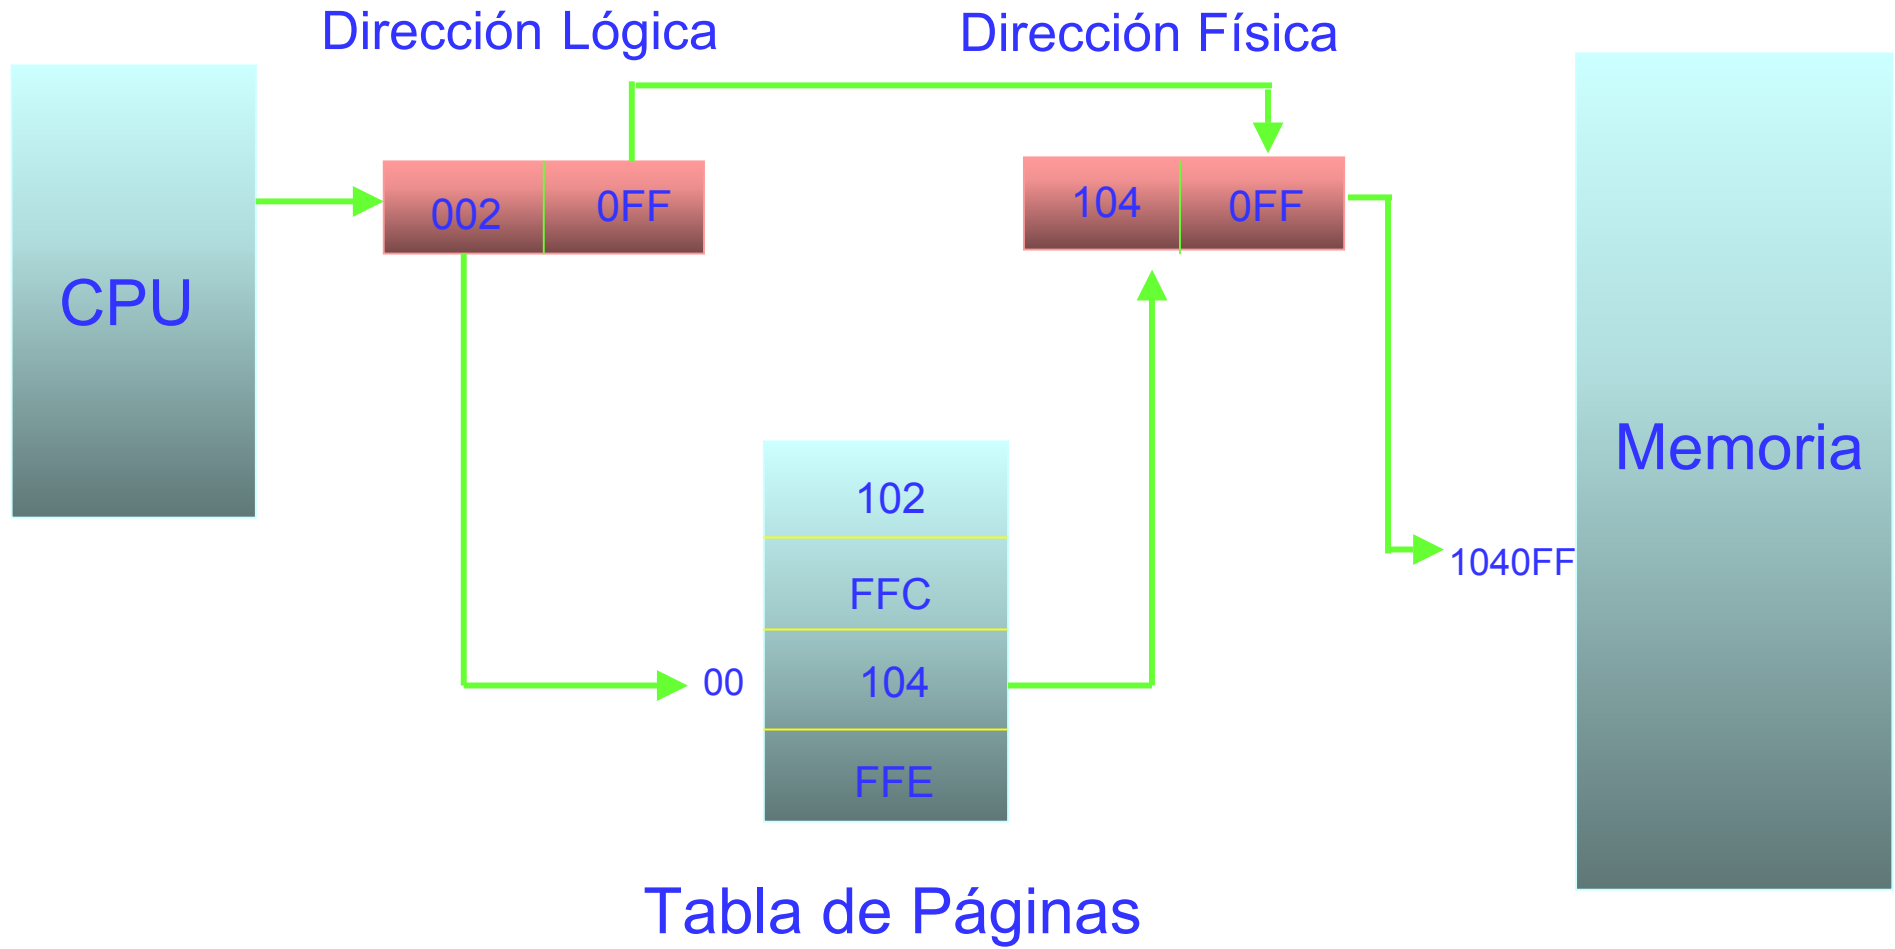 Dirección Lógica
Dirección Física
CPU
002
0FF
104
0FF
Memoria
102
FFC
00
104
FFE
1040FF
Tabla de Páginas